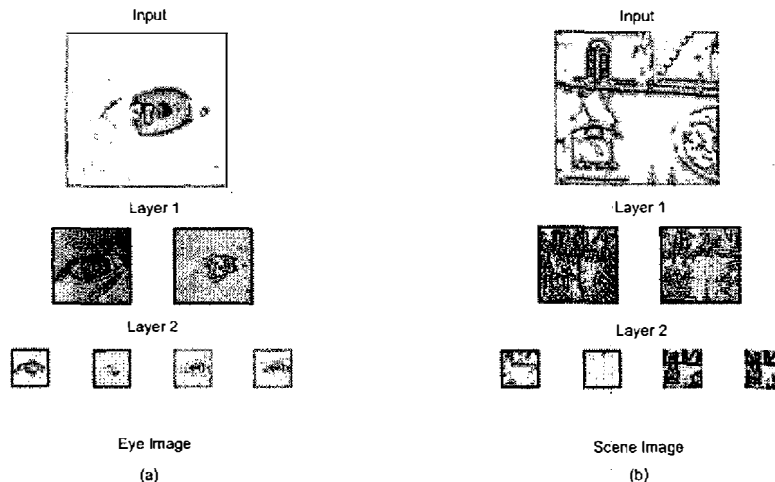 Input
Layer 1
Layer 2
Eye Image
(a)
Input
Layer 1
Layer 2
Scene Image
(b)